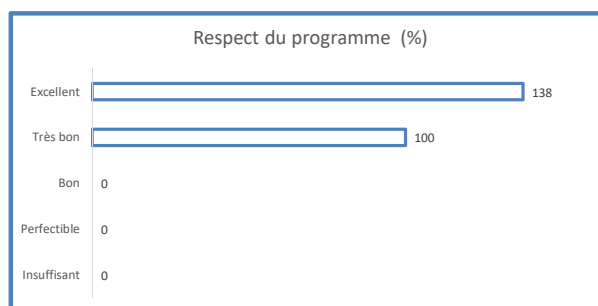 Respect du programme (%)
Excellent 138
Très bon 100
Bon 0
Perfectible 0
Insuffisant 0